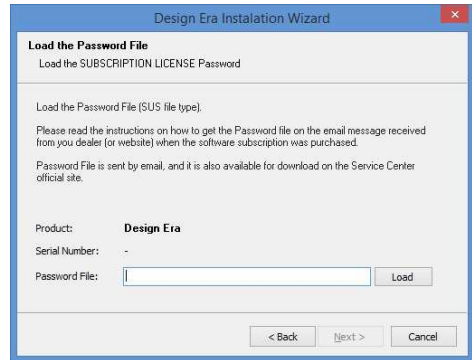 Design Era Instalation Wizard
Load the Password File
Load the SUBSCRIPTION LICENSE Password
Load the Password File (SUS file type).
Please read the instructions on how to get the Password file on the email message received
from you dealer (or website) when the software subscription was purchased.
Password File is sent by email, and it is also available for download on the Service Center
official site.
Product: Design Era
Serial Number: -
Password File: Load
< Back Next > Cancel